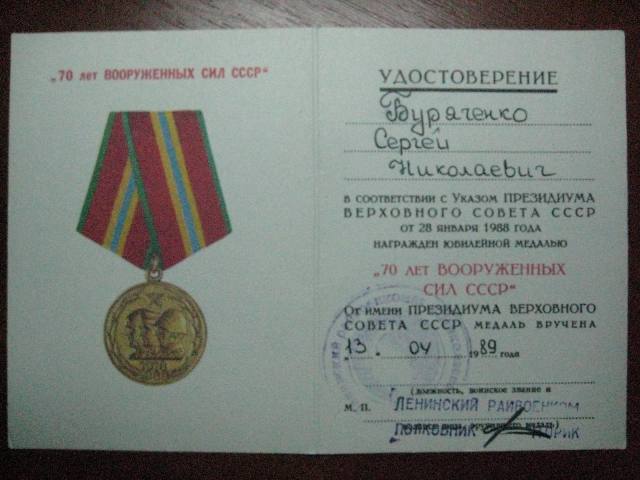 „70 лет ВООРУЖЕННЫХ СИЛ СССР“
УДОСТОВЕРЕНИЕ
Буряченко
Сергей
Николаевич
В СООТВЕТСТВИИ С УКАЗОМ ПРЕЗИДИУМА
ВЕРХОВНОГО СОВЕТА СССР
ОТ 28 ЯНВАРЯ 1988 ГОДА
НАГРАЖДЕН ЮБИЛЕЙНОЙ МЕДАЛЬЮ
„70 ЛЕТ ВООРУЖЕННЫХ
СИЛ СССР“
ОТ ИМЕНИ ПРЕЗИДИУМА ВЕРХОВНОГО
СОВЕТА СССР МЕДАЛЬ ВРУЧЕНА
„13“ 04 1989 года
(должность, воинское звание и
М. П. ЛЕНИНСКИЙ РАЙВОЕНКОМ
ПОЛКОВНИК